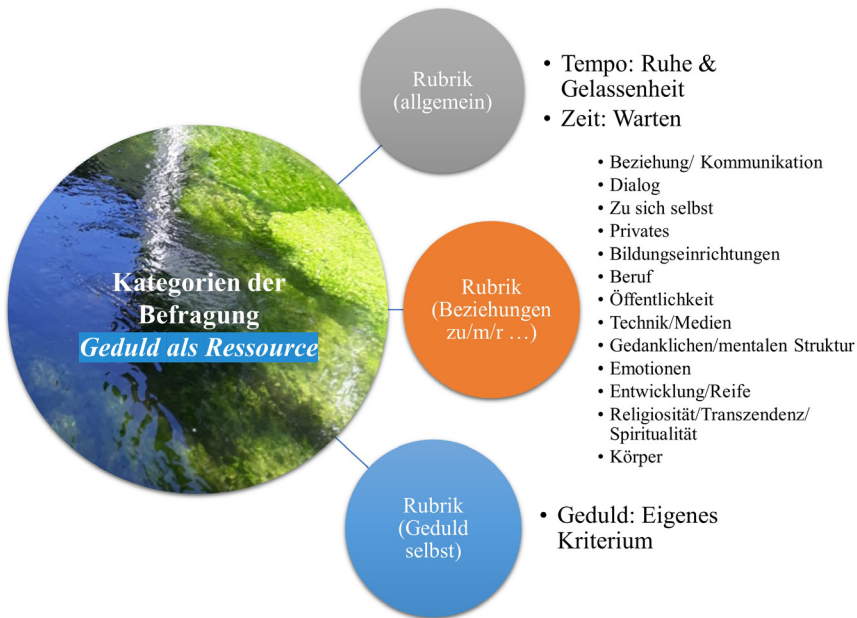 Kategorien der
Befragung
Geduld als Ressource
Rubrik
(allgemein)
• Tempo: Ruhe &
Gelassenheit
• Zeit: Warten
Rubrik
(Beziehungen
zu/m/r …)
• Beziehung/ Kommunikation
• Dialog
• Zu sich selbst
• Privates
• Bildungseinrichtungen
• Beruf
• Öffentlichkeit
• Technik/Medien
• Gedanklichen/mentalen Struktur
• Emotionen
• Entwicklung/Reife
• Religiosität/Transzendenz/
Spiritualität
• Körper
Rubrik
(Geduld
selbst)
• Geduld: Eigenes
Kriterium